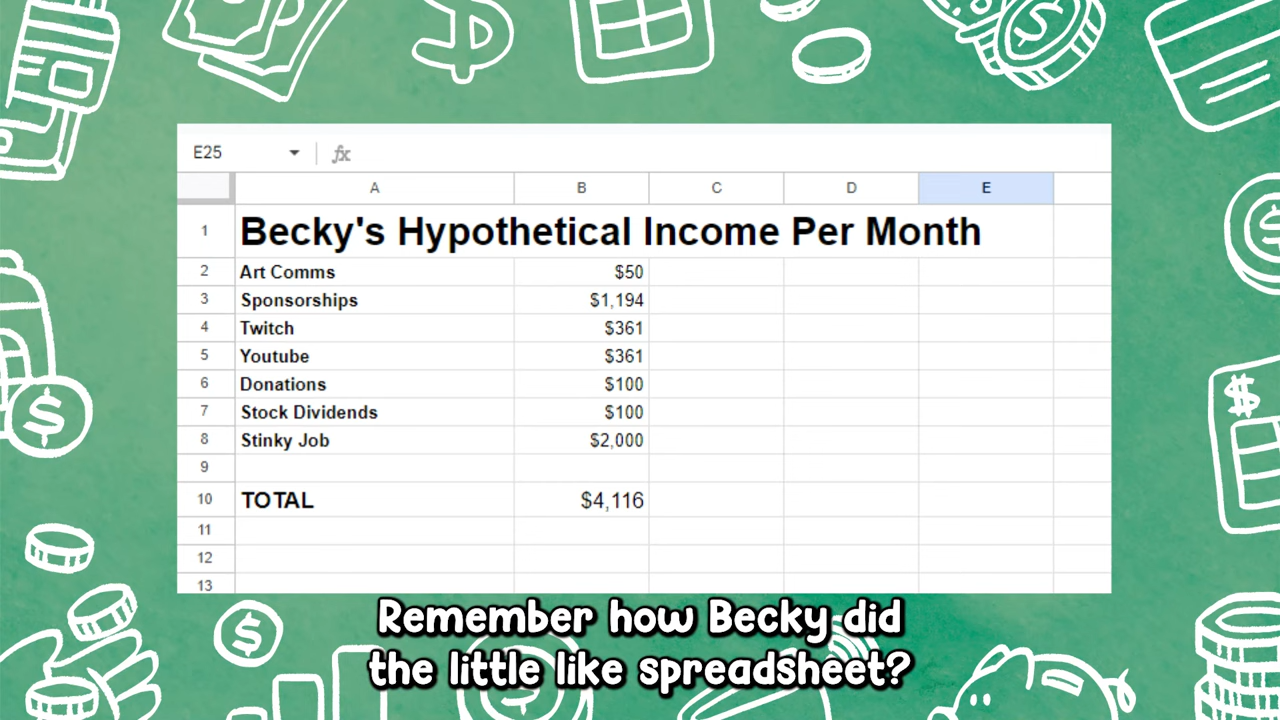 E25 fx
A B C D E
1 Becky's Hypothetical Income Per Month
2 Art Comms $50
3 Sponsorships $1,194
4 Twitch $361
5 Youtube $361
6 Donations $100
7 Stock Dividends $100
8 Stinky Job $2,000
9
10 TOTAL $4,116
11
12
13
Remember how Becky did
the little like spreadsheet?